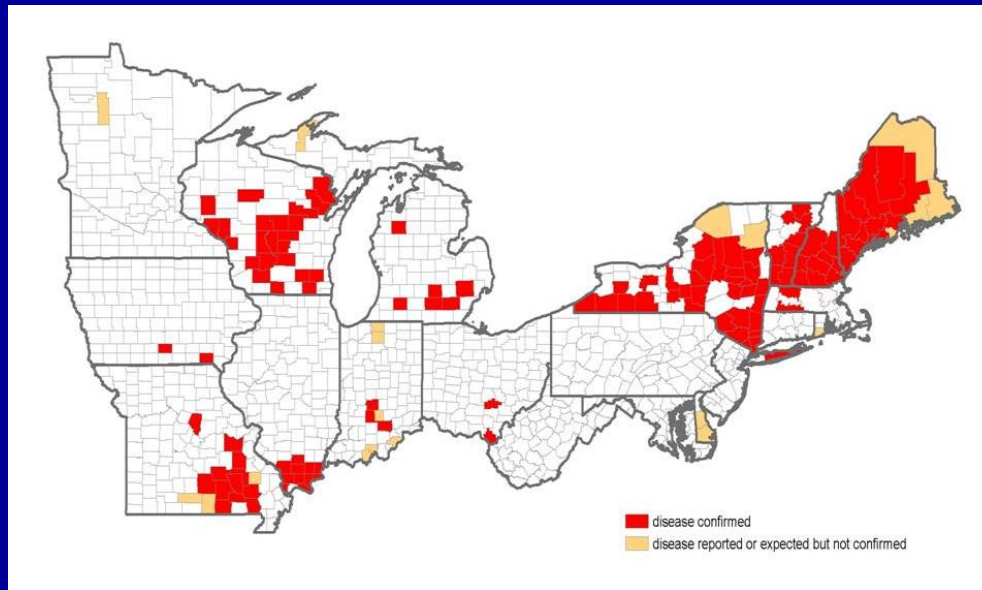 disease confirmed
disease reported or expected but not confirmed